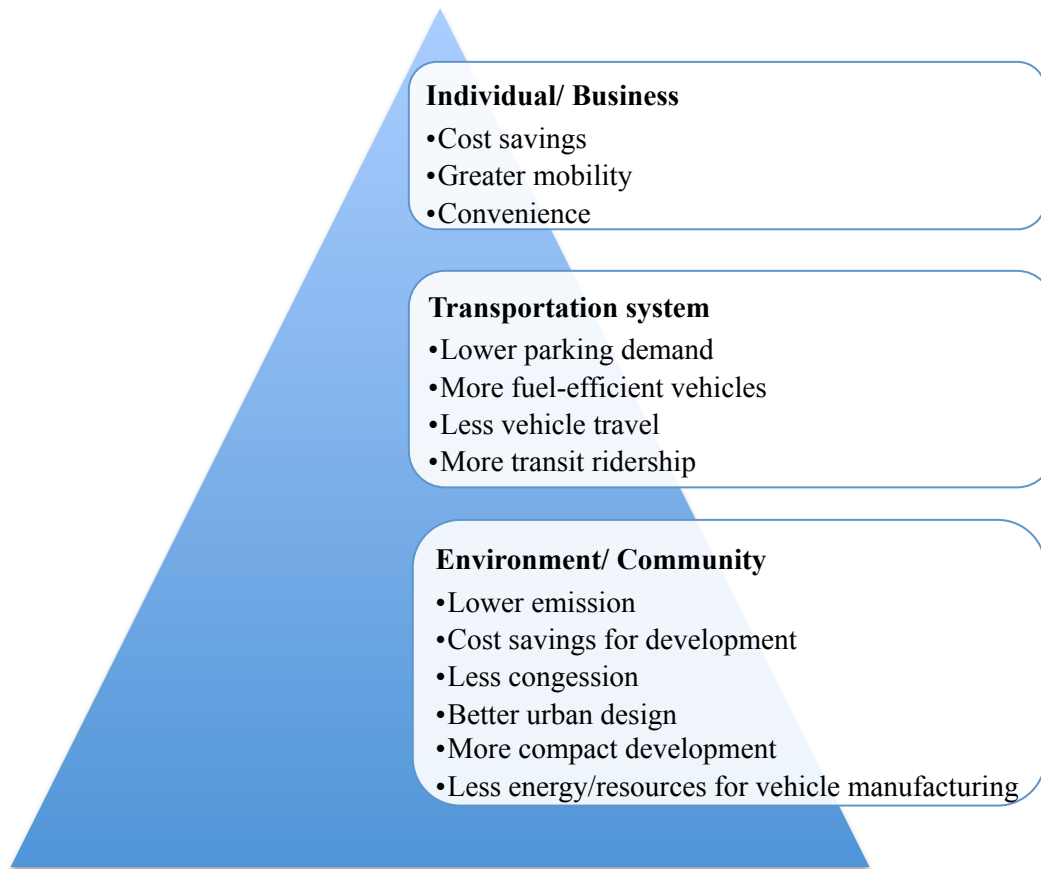 Individual/ Business
•Cost savings
•Greater mobility
•Convenience
Transportation system
•Lower parking demand
•More fuel-efficient vehicles
•Less vehicle travel
•More transit ridership
Environment/ Community
•Lower emission
•Cost savings for development
•Less congession
•Better urban design
•More compact development
•Less energy/resources for vehicle manufacturing